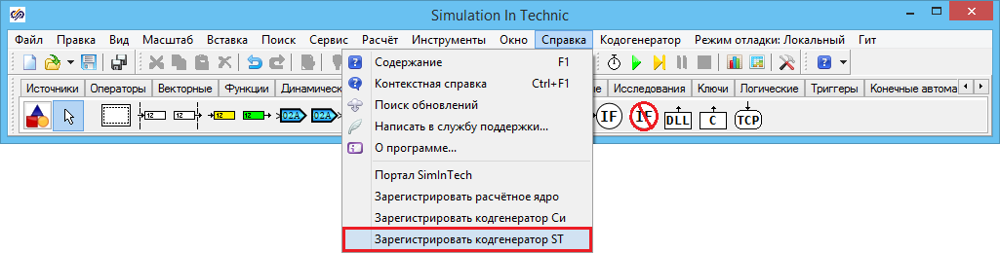 Simulation In Technic
Файл Правка Вид Масштаб Вставка Поиск Сервис Расчёт Инструменты Окно Справка Кодогенератор Режим отладки: Локальный Гит
Источники Операторы Векторные Функции Динамическ
ые Исследования Ключи Логические Триггеры Конечные автома
12 12 12 12 02A 02A
IF IF DLL C TCP
Содержание F1
Контекстная справка Ctrl+F1
Поиск обновлений
Написать в службу поддержки...
О программе...
Портал SimInTech
Зарегистрировать расчётное ядро
Зарегистрировать кодгенератор Си
Зарегистрировать кодгенератор ST